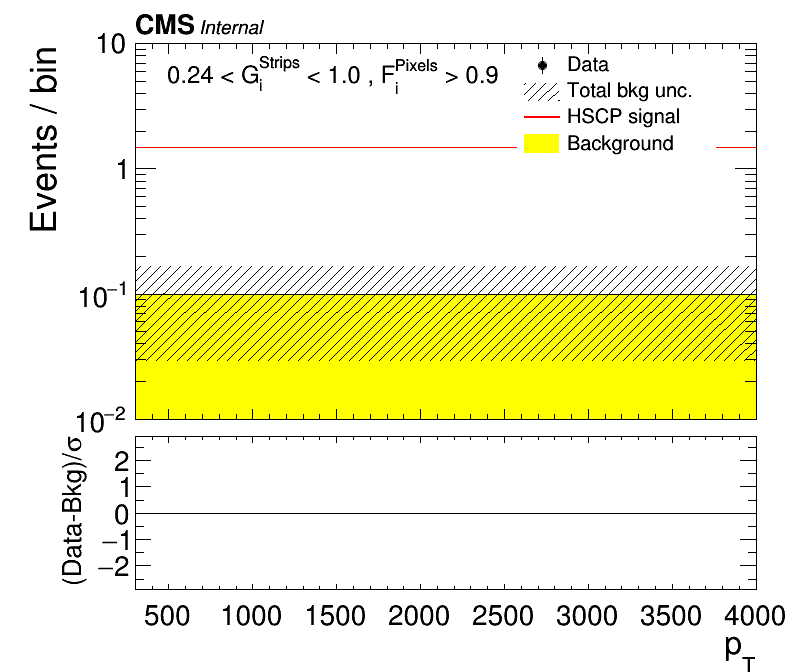 CMS Internal
0.24 < G_i^Strips < 1.0 , F_i^Pixels > 0.9
Data
Total bkg unc.
HSCP signal
Background
Events / bin
10
1
10^−1
10^−2
(Data-Bkg)/σ
2
1
0
−1
−2
500 1000 1500 2000 2500 3000 3500 4000
p_T